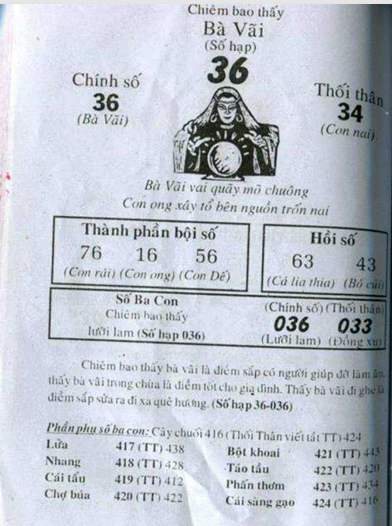 Chiêm bao thấy
Bà Vãi
(Số hạp)
36
Chính số
36
(Bà Vãi)
Thối thân
34
(Con nai)
Bà Vãi vai quảy mõ chuông
Con ong xây tổ bên nguồn trốn nai
Thành phần bội số
76 16 56
(Con rái) (Con ong) (Con Dế)
Hồi số
63 43
(Cá lia thia) (Bó củi)
Số Ba Con
Chiêm bao thấy
lưỡi lam (Số hạp 036)
(Chính số) (Thối thân)
036 033
(Lưỡi lam) (Đồng xu)
Chiêm bao thấy bà vãi là điềm sắp có người giúp đỡ làm ăn,
thấy bà vãi trong chùa là điềm tốt cho gia đình. Thấy bà vãi đi ghe là
điềm sắp sửa ra đi xa quê hương. (Số hạp 36-036)
Phần phụ số ba con: Cây chuối 416 (Thối Thân viết tắt TT) 424
Lửa 417 (TT) 438
Nhang 418 (TT) 428
Cái tẩu 419 (TT) 412
Chợ búa 420 (TT) 422
Bột khoai 421 (TT) 443
Táo tầu 422 (TT) 420
Phấn thơm 423 (TT) 434
Cái sàng gạo 424 (TT) 416